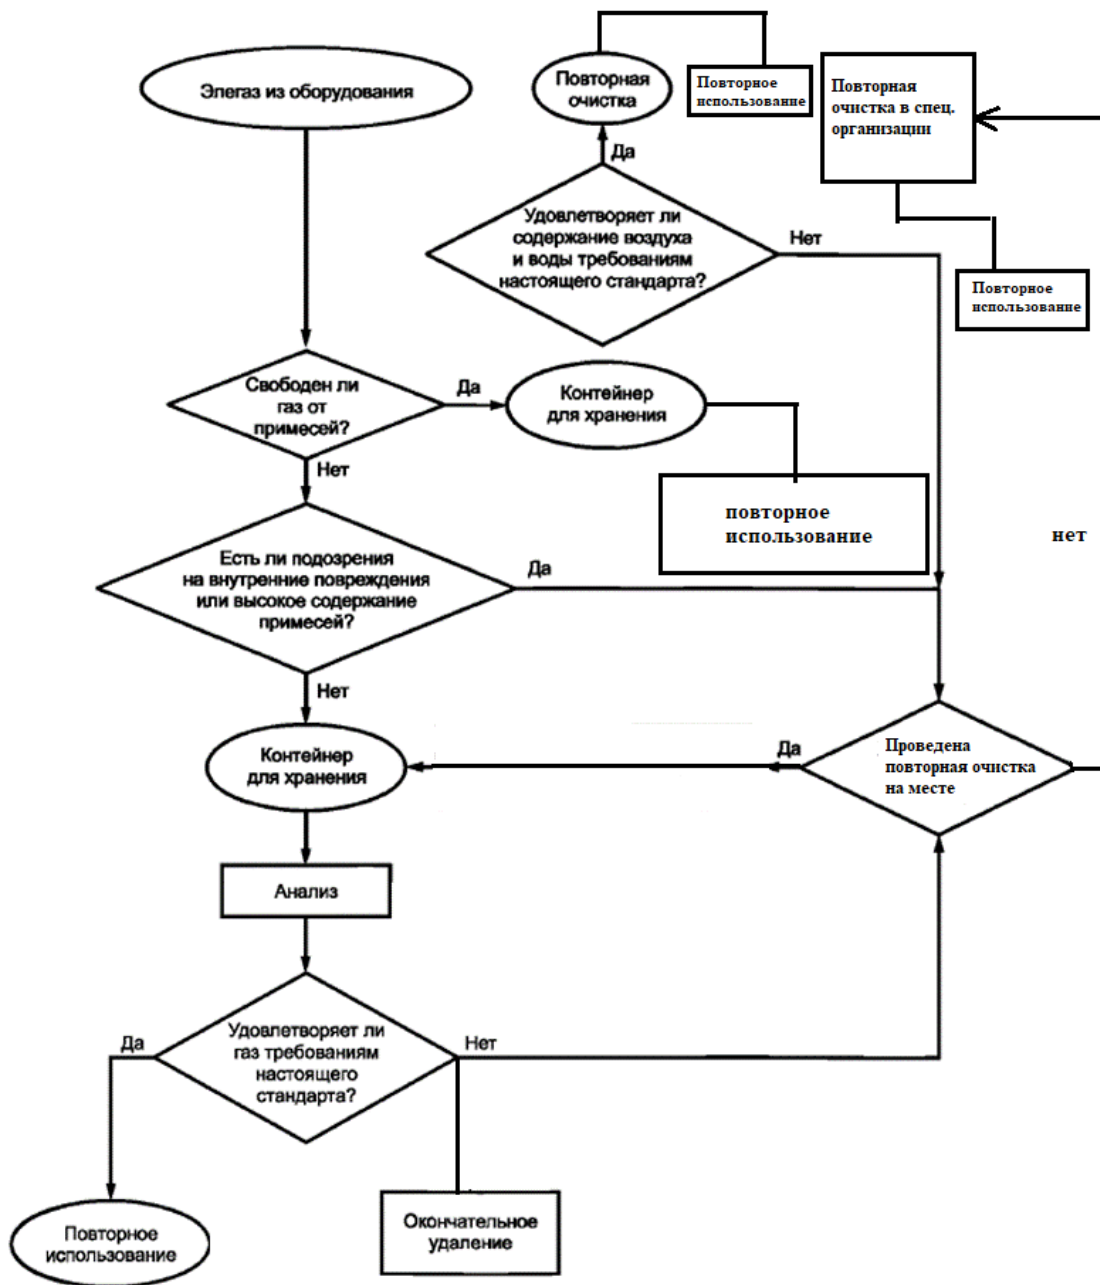 Элегаз из оборудования
Повторная
очистка
Повторное
использование
Повторная
очистка в спец.
организации
Да
Удовлетворяет ли
содержание воздуха
и воды требованиям
настоящего стандарта?
Нет
Повторное
использование
Свободен ли
газ от
примесей?
Да
Контейнер
для хранения
Нет
повторное
использование
нет
Есть ли подозрения
на внутренние повреждения
или высокое содержание
примесей?
Да
Нет
Контейнер
для хранения
Да
Проведена
повторная очистка
на месте
Анализ
Да
Удовлетворяет ли
газ требованиям
настоящего
стандарта?
Нет
Повторное
использование
Окончательное
удаление